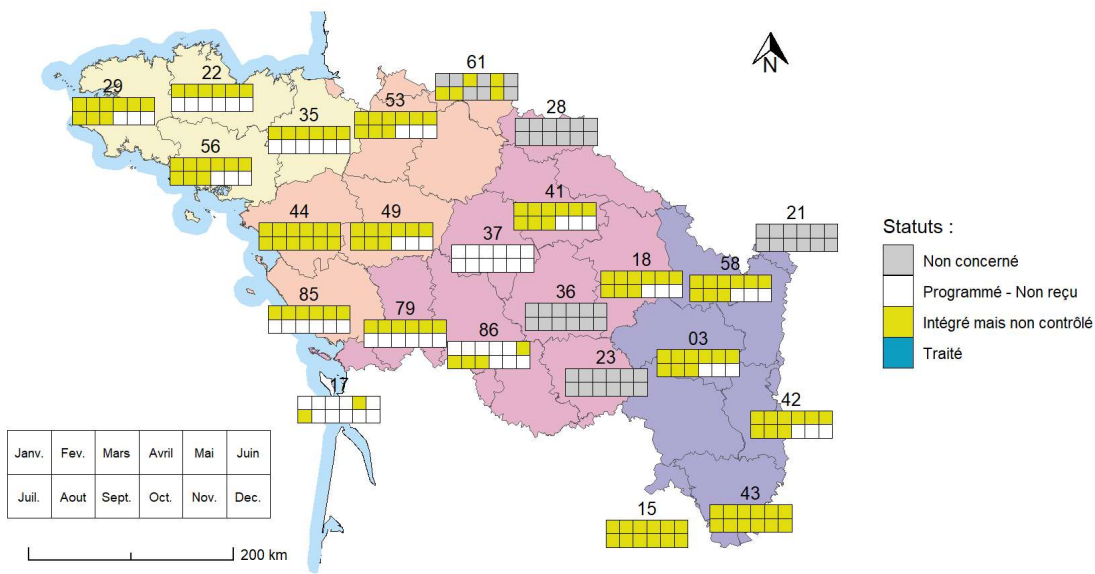 61
29
22
53
28
35
56
41
21
44
49
37
18
58
85
79
36
86
03
23
17
42
43
15
N
Statuts :
Non concerné
Programmé - Non reçu
Intégré mais non contrôlé
Traité
Janv. Fev. Mars Avril Mai Juin
Juil. Aout Sept. Oct. Nov. Dec.
200 km